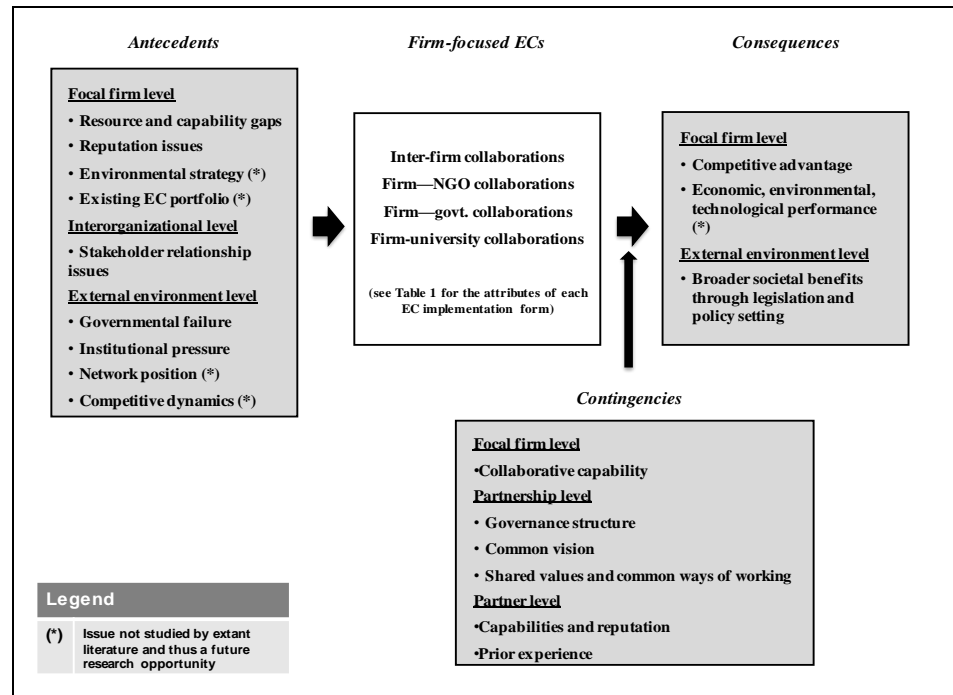 Antecedents
Focal firm level
• Resource and capability gaps
• Reputation issues
• Environmental strategy (*)
• Existing EC portfolio (*)
Interorganizational level
• Stakeholder relationship
issues
External environment level
• Governmental failure
• Institutional pressure
• Network position (*)
• Competitive dynamics (*)
Firm-focused ECs
Inter-firm collaborations
Firm—NGO collaborations
Firm—govt. collaborations
Firm-university collaborations
(see Table 1 for the attributes of each
EC implementation form)
Consequences
Focal firm level
• Competitive advantage
• Economic, environmental,
technological performance
(*)
External environment level
• Broader societal benefits
through legislation and
policy setting
Contingencies
Focal firm level
•Collaborative capability
Partnership level
• Governance structure
• Common vision
• Shared values and common ways of working
Partner level
•Capabilities and reputation
•Prior experience
Legend
(*) Issue not studied by extant
literature and thus a future
research opportunity